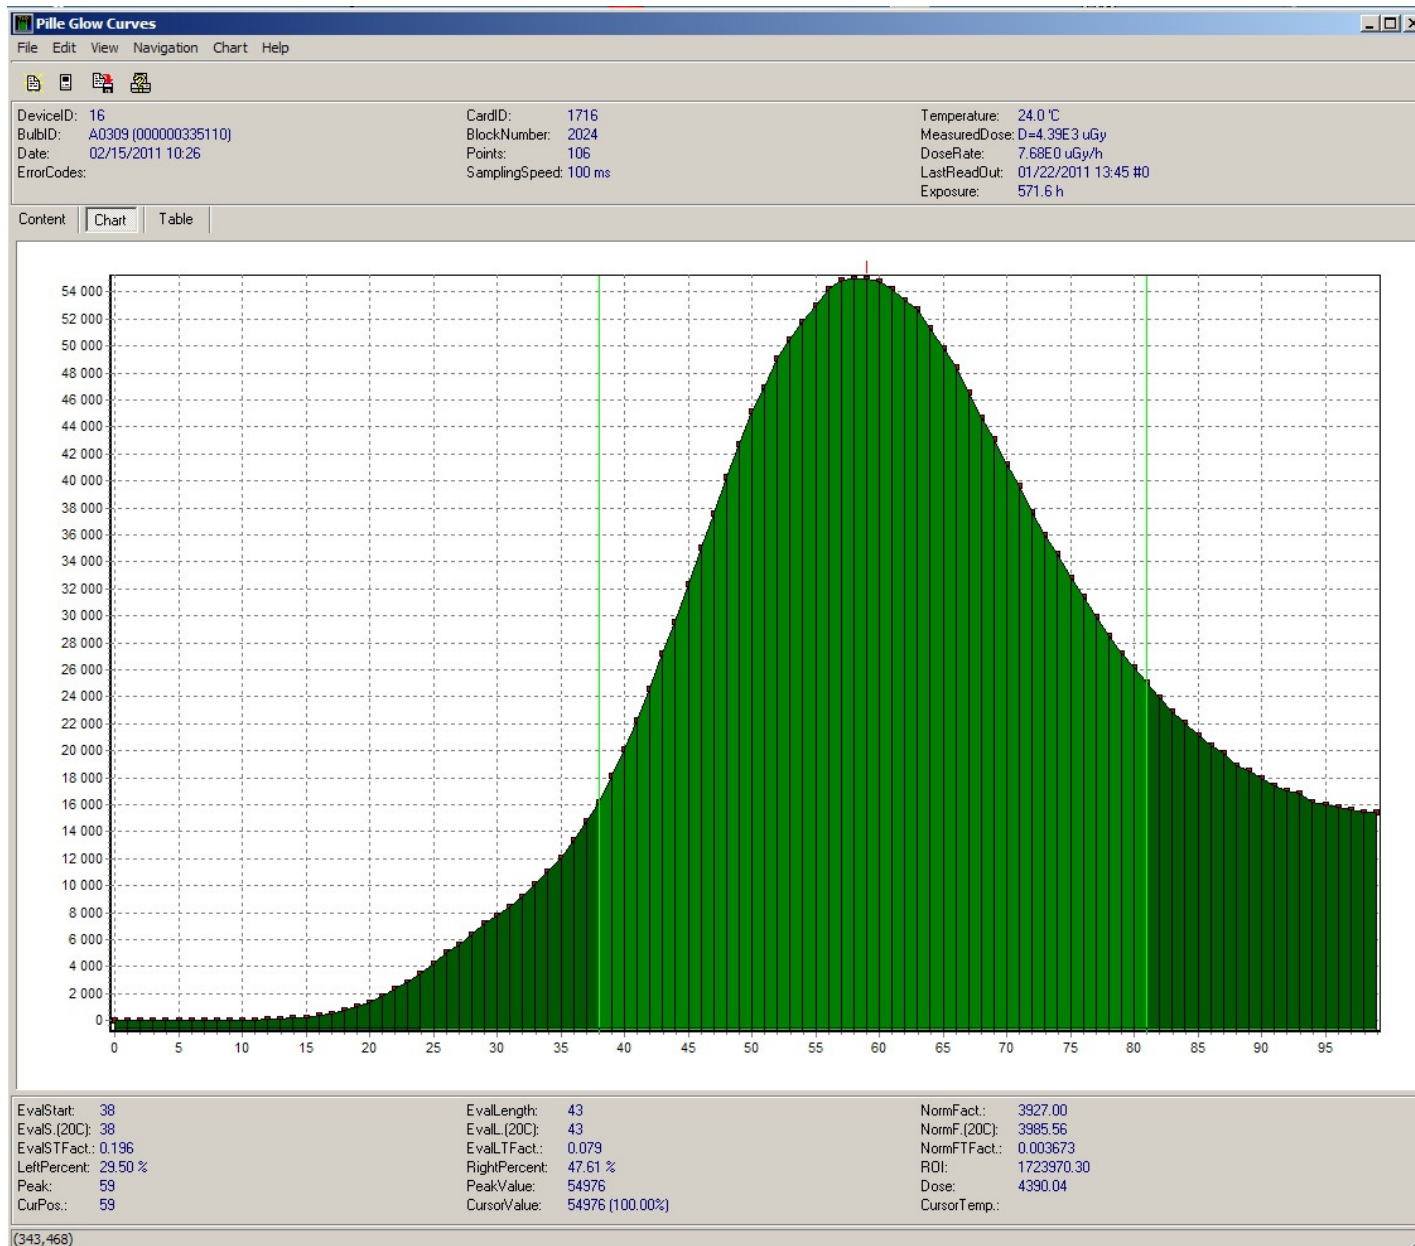 Pille Glow Curves
File Edit View Navigation Chart Help
DeviceID: 16 CardID: 1716 Temperature: 24.0 'C
BulbID: A0309 (000000335110) BlockNumber: 2024 MeasuredDose: D=4.39E3 uGy
Date: 02/15/2011 10:26 Points: 106 DoseRate: 7.68E0 uGy/h
ErrorCodes: SamplingSpeed: 100 ms LastReadOut: 01/22/2011 13:45 #0
Exposure: 571.6 h
Content Chart Table
54 000
52 000
50 000
48 000
46 000
44 000
42 000
40 000
38 000
36 000
34 000
32 000
30 000
28 000
26 000
24 000
22 000
20 000
18 000
16 000
14 000
12 000
10 000
8 000
6 000
4 000
2 000
0
0 5 10 15 20 25 30 35 40 45 50 55 60 65 70 75 80 85 90 95
EvalStart: 38 EvalLength: 43 NormFact.: 3927.00
EvalS.(20C): 38 EvalL.(20C): 43 NormF.(20C): 3985.56
EvalSTFact.: 0.196 EvalLTFact.: 0.079 NormFTFact.: 0.003673
LeftPercent: 29.50 % RightPercent: 47.61 % ROI: 1723970.30
Peak: 59 PeakValue: 54976 Dose: 4390.04
CurPos.: 59 CursorValue: 54976 (100.00%) CursorTemp.:
(343,468)